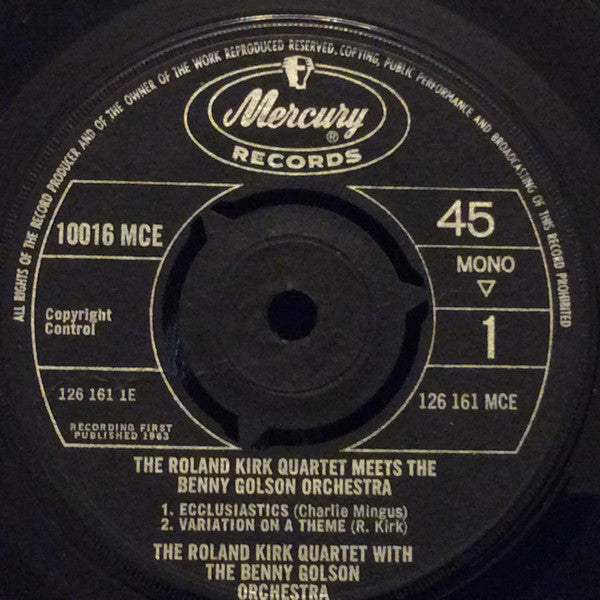 ALL RIGHTS OF THE RECORD PRODUCER AND OF THE OWNER OF THE WORK REPRODUCED RESERVED. COPYING, PUBLIC PERFORMANCE AND BROADCASTING OF THIS RECORD PROHIBITED
Mercury
®
RECORDS
10016 MCE
45
MONO
▽
1
Copyright
Control
126 161 1E
126 161 MCE
RECORDING FIRST
PUBLISHED 1963
THE ROLAND KIRK QUARTET MEETS THE
BENNY GOLSON ORCHESTRA
1. ECCLUSIASTICS (Charlie Mingus)
2. VARIATION ON A THEME (R. Kirk)
THE ROLAND KIRK QUARTET WITH
THE BENNY GOLSON
ORCHESTRA